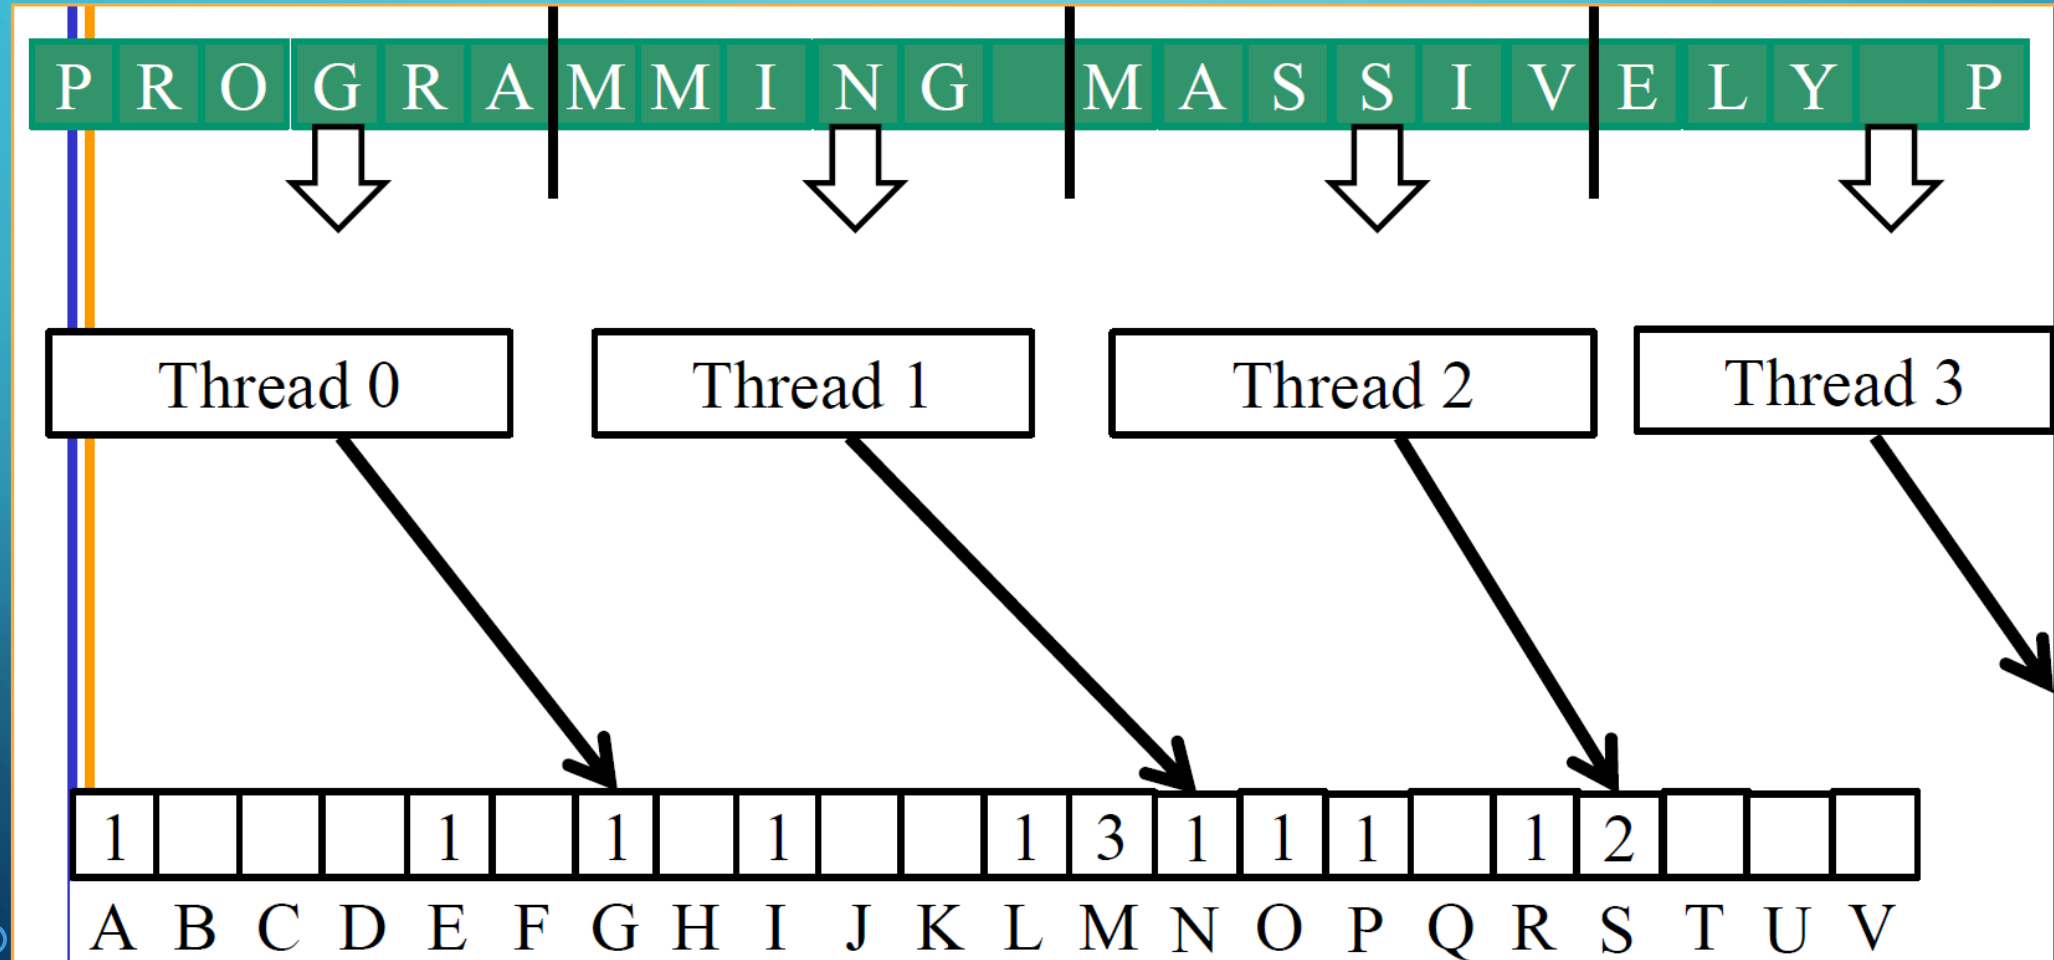 P R O G R A M M I N G M A S S I V E L Y P
Thread 0 Thread 1 Thread 2 Thread 3
1 1 1 1 1 3 1 1 1 1 2
A B C D E F G H I J K L M N O P Q R S T U V